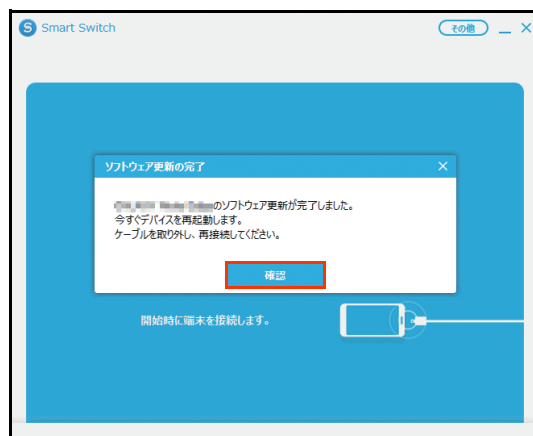 S Smart Switch
その他
ソフトウェア更新の完了
のソフトウェア更新が完了しました。
今すぐデバイスを再起動します。
ケーブルを取り外し、再接続してください。
確認
開始時に端末を接続します。